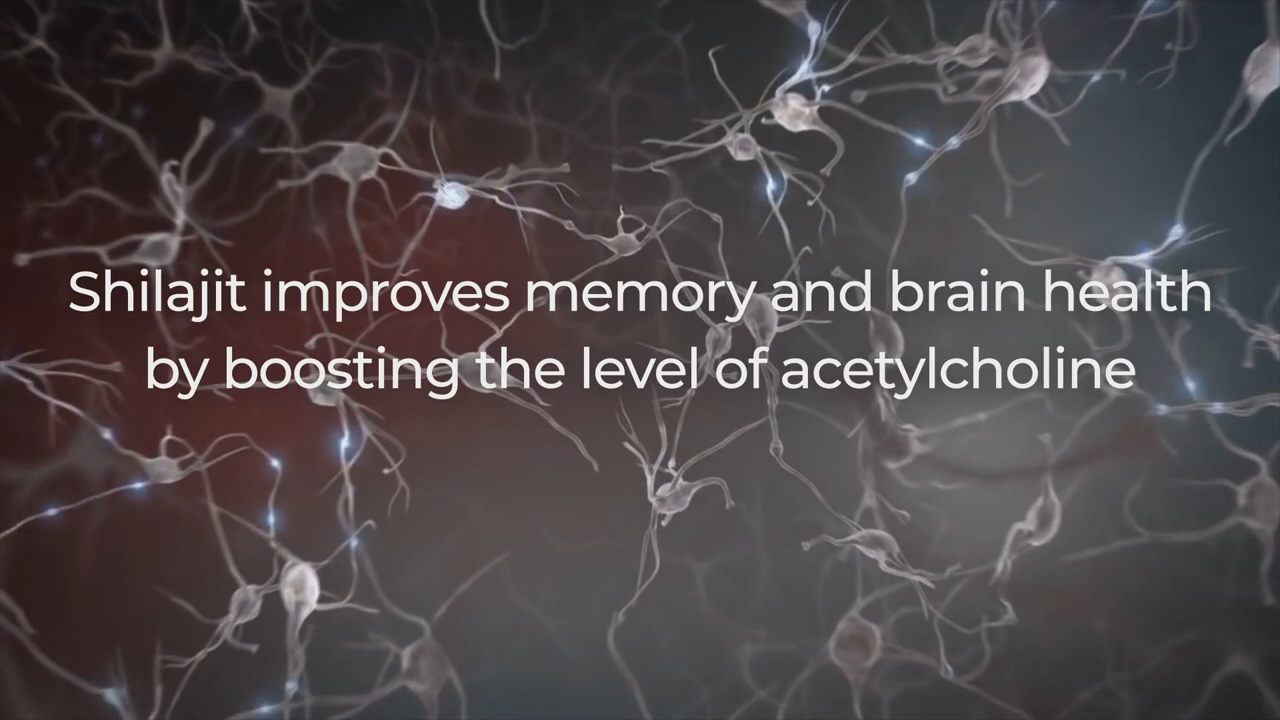 Shilajit improves memory and brain health
by boosting the level of acetylcholine